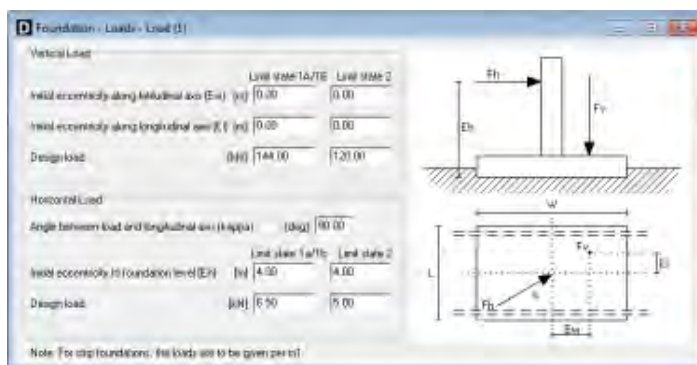 D Foundation - Loads - Load (1)
Vertical Load
Limit state 1A/1B Limit state 2
Initial eccentricity along latitudinal axis (Ew) [m] 0.00 0.00
Initial eccentricity along longitudinal axis (El) [m] 0.00 0.00
Design load [kN] 144.00 120.00
Horizontal Load
Angle between load and longitudinal axis (kappa) [deg] 90.00
Limit state 1a/1b Limit state 2
Initial eccentricity to foundation level (Eh) [m] 4.00 4.00
Design load [kN] 6.50 5.00
Note: For strip foundations, the loads are to be given per m1
Fh
Fv
Eh
W
Fv
El
L
Fh
Ew